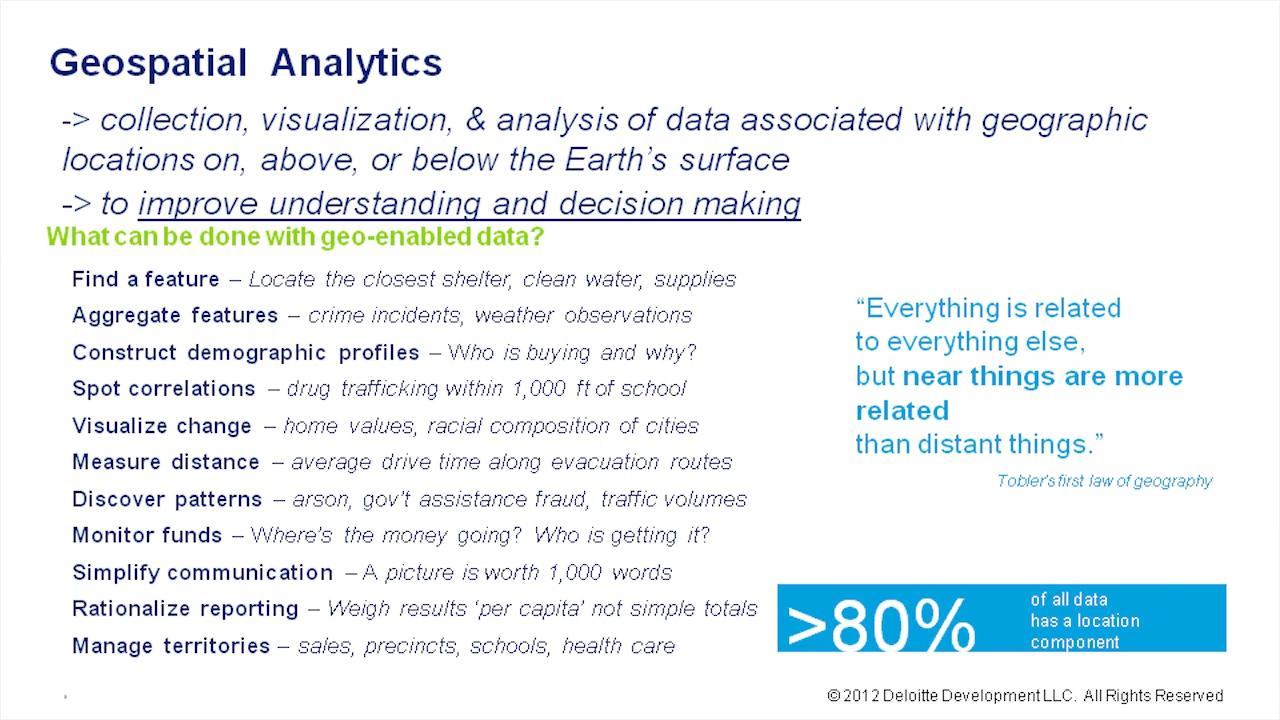 Geospatial Analytics
-> collection, visualization, & analysis of data associated with geographic
locations on, above, or below the Earth's surface
-> to improve understanding and decision making
What can be done with geo-enabled data?
Find a feature – Locate the closest shelter, clean water, supplies
Aggregate features – crime incidents, weather observations
Construct demographic profiles – Who is buying and why?
Spot correlations – drug trafficking within 1,000 ft of school
Visualize change – home values, racial composition of cities
Measure distance – average drive time along evacuation routes
Discover patterns – arson, gov't assistance fraud, traffic volumes
Monitor funds – Where's the money going? Who is getting it?
Simplify communication – A picture is worth 1,000 words
Rationalize reporting – Weigh results 'per capita' not simple totals
Manage territories – sales, precincts, schools, health care
“Everything is related
to everything else,
but near things are more
related
than distant things.”
Tobler's first law of geography
>80%
of all data
has a location
component
© 2012 Deloitte Development LLC. All Rights Reserved